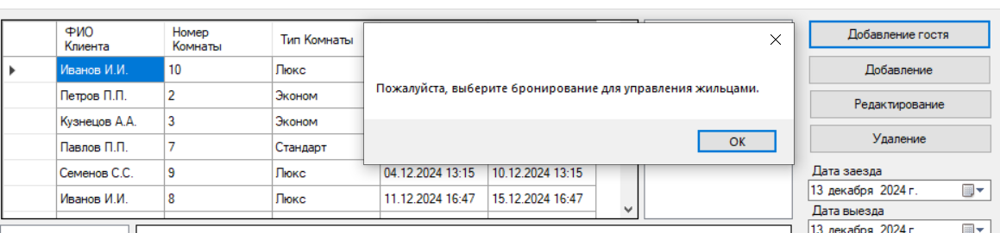 ФИО
Клиента
Номер
Комнаты
Тип Комнаты
Иванов И.И. 10 Люкс
Петров П.П. 2 Эконом
Кузнецов А.А. 3 Эконом
Павлов П.П. 7 Стандарт
Семенов С.С. 9 Люкс 04.12.2024 13:15 10.12.2024 13:15
Иванов И.И. 8 Люкс 11.12.2024 16:47 15.12.2024 16:47
Пожалуйста, выберите бронирование для управления жильцами.
ОК
Добавление гостя
Добавление
Редактирование
Удаление
Дата заезда
13 декабря 2024 г.
Дата выезда
13 декабря 2024 г.